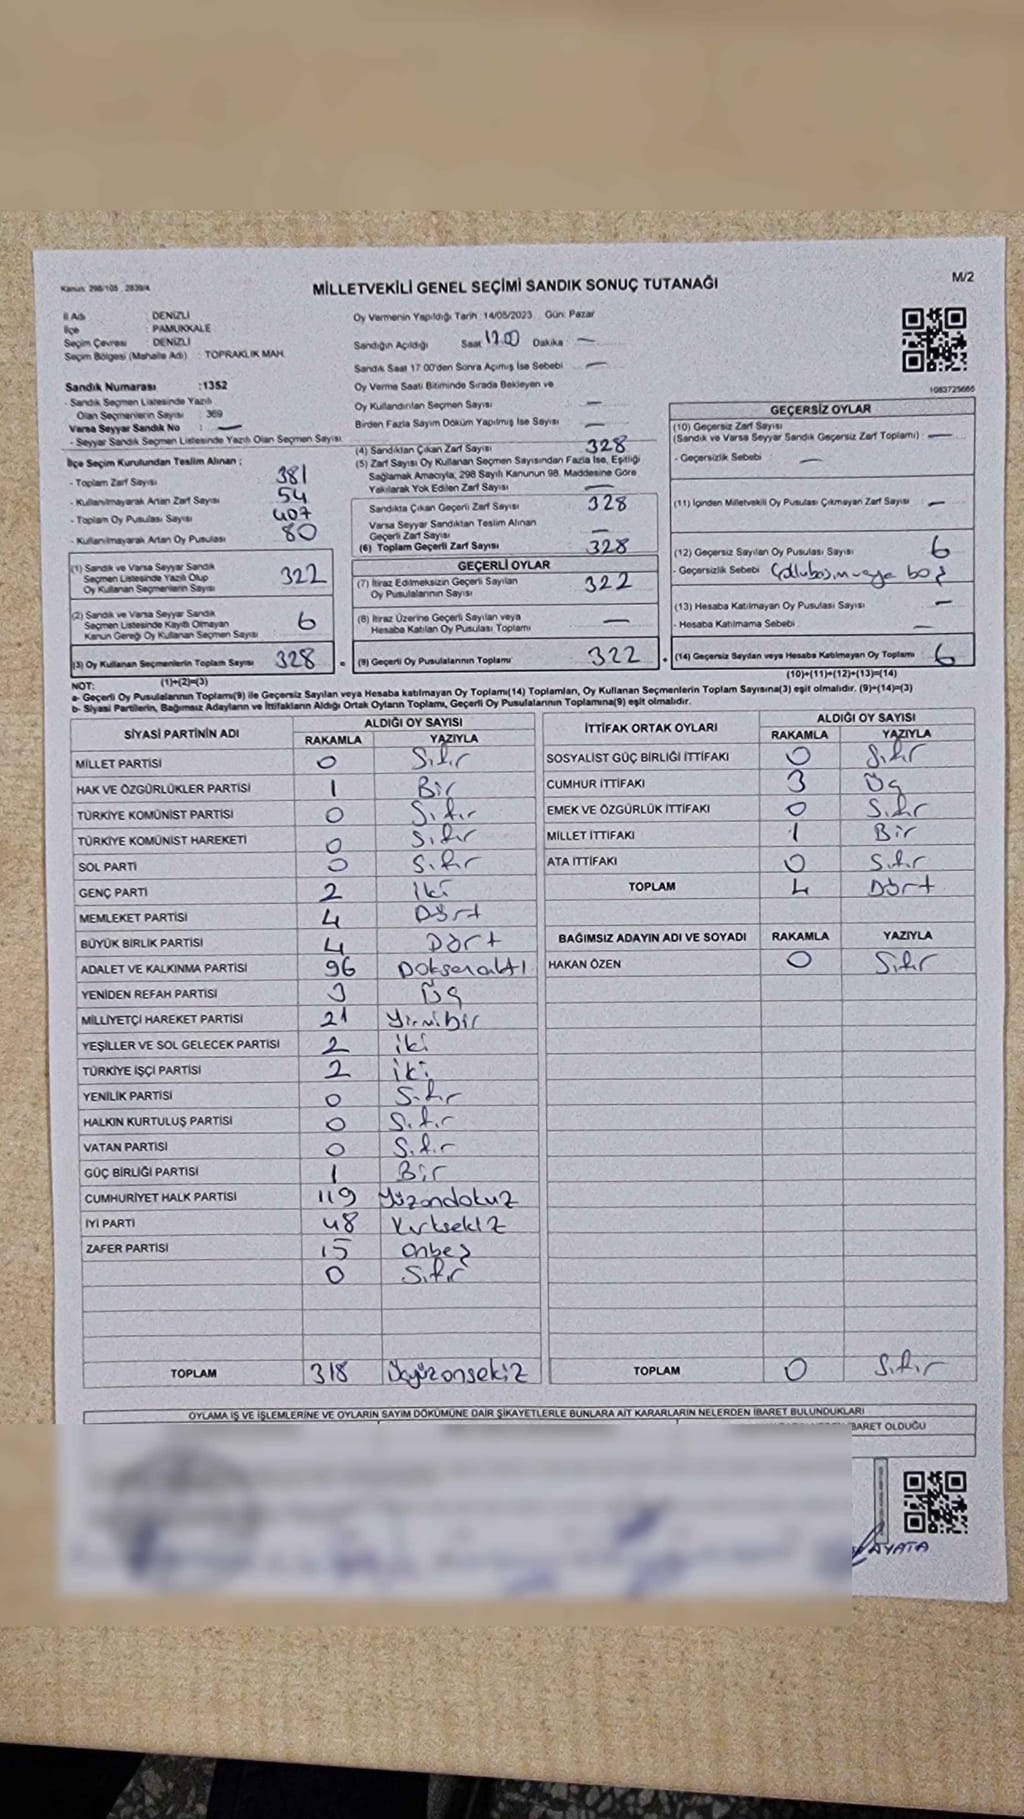 Kanun: 298/105 , 2839/4
MİLLETVEKİLİ GENEL SEÇİMİ SANDIK SONUÇ TUTANAĞI
M/2
İl Adı : DENİZLİ
İlçe : PAMUKKALE
Seçim Çevresi : DENİZLİ
Seçim Bölgesi (Mahalle Adı) : TOPRAKLIK MAH.
Sandık Numarası :1352
- Sandık Seçmen Listesinde Yazılı
Olan Seçmenlerin Sayısı : 369
Varsa Seyyar Sandık No : —
- Seyyar Sandık Seçmen Listesinde Yazılı Olan Seçmen Sayısı
İlçe Seçim Kurulundan Teslim Alınan ;
- Toplam Zarf Sayısı 381
- Kullanılmayarak Artan Zarf Sayısı 54
- Toplam Oy Pusulası Sayısı 407
- Kullanılmayarak Artan Oy Pusulası 80
(1) Sandık ve Varsa Seyyar Sandık
Seçmen Listesinde Yazılı Olup
Oy Kullanan Seçmenlerin Sayısı 322
(2) Sandık ve Varsa Seyyar Sandık
Seçmen Listesinde Kayıtlı Olmayan
Kanun Gereği Oy Kullanan Seçmen Sayısı 6
(3) Oy Kullanan Seçmenlerin Toplam Sayısı 328
(1)+(2)=(3)
Oy Vermenin Yapıldığı Tarih :14/05/2023 Gün: Pazar
Sandığın Açıldığı Saat 17.00 Dakika —
Sandık Saat 17:00'den Sonra Açımış İse Sebebi —
Oy Verme Saati Bitiminde Sırada Bekleyen ve
Oy Kullandırılan Seçmen Sayısı —
Birden Fazla Sayım Döküm Yapılmış İse Sayısı —
(4) Sandıktan Çıkan Zarf Sayısı 328
(5) Zarf Sayısı Oy Kullanan Seçmen Sayısından Fazla İse, Eşitliği
Sağlamak Amacıyla, 298 Sayılı Kanunun 98. Maddesine Göre
Yakılarak Yok Edilen Zarf Sayısı —
Sandıkta Çıkan Geçerli Zarf Sayısı 328
Varsa Seyyar Sandıktan Teslim Alınan
Geçerli Zarf Sayısı —
(6) Toplam Geçerli Zarf Sayısı 328
GEÇERLİ OYLAR
(7) İtiraz Edilmeksizin Geçerli Sayılan
Oy Pusulalarının Sayısı 322
(8) İtiraz Üzerine Geçerli Sayılan veya
Hesaba Katılan Oy Pusulası Toplamı —
= (9) Geçerli Oy Pusulalarının Toplamı 322
1083725665
GEÇERSİZ OYLAR
(10) Geçersiz Zarf Sayısı
(Sandık ve Varsa Seyyar Sandık Geçersiz Zarf Toplamı) —
- Geçersizlik Sebebi : —
(11) İçinden Milletvekili Oy Pusulası Çıkmayan Zarf Sayısı —
(12) Geçersiz Sayılan Oy Pusulası Sayısı 6
- Geçersizlik Sebebi veya boş
(13) Hesaba Katılmayan Oy Pusulası Sayısı —
- Hesaba Katılmama Sebebi : —
+ (14) Geçersiz Sayılan veya Hesaba Katılmayan Oy Toplamı 6
(10)+(11)+(12)+(13)=(14)
NOT:
a- Geçerli Oy Pusulalarının Toplamı(9) ile Geçersiz Sayılan veya Hesaba katılmayan Oy Toplamı(14) Toplamları, Oy Kullanan Seçmenlerin Toplam Sayısına(3) eşit olmalıdır. (9)+(14)=(3)
b- Siyasi Partilerin, Bağımsız Adayların ve İttifakların Aldığı Ortak Oyların Toplamı, Geçerli Oy Pusulalarının Toplamına(9) eşit olmalıdır.
SİYASİ PARTİNİN ADI ALDIĞI OY SAYISI
RAKAMLA YAZIYLA
MİLLET PARTİSİ 0 Sıfır
HAK VE ÖZGÜRLÜKLER PARTİSİ 1 Bir
TÜRKİYE KOMÜNİST PARTİSİ 0 Sıfır
TÜRKİYE KOMÜNİST HAREKETİ 0 Sıfır
SOL PARTİ 0 Sıfır
GENÇ PARTİ 2 İki
MEMLEKET PARTİSİ 4 Dört
BÜYÜK BİRLİK PARTİSİ 4 Dört
ADALET VE KALKINMA PARTİSİ 96 Doksanaltı
YENİDEN REFAH PARTİSİ 3 Üç
MİLLİYETÇİ HAREKET PARTİSİ 21 Yirmibir
YEŞİLLER VE SOL GELECEK PARTİSİ 2 iki
TÜRKİYE İŞÇİ PARTİSİ 2 iki
YENİLİK PARTİSİ 0 Sıfır
HALKIN KURTULUŞ PARTİSİ 0 Sıfır
VATAN PARTİSİ 0 Sıfır
GÜÇ BİRLİĞİ PARTİSİ 1 Bir
CUMHURİYET HALK PARTİSİ 119 Yüzondokuz
İYİ PARTİ 48 Kırksekiz
ZAFER PARTİSİ 15 Onbeş
0 Sıfır
TOPLAM 318 Üçyüzonsekiz
İTTİFAK ORTAK OYLARI ALDIĞI OY SAYISI
RAKAMLA YAZIYLA
SOSYALİST GÜÇ BİRLİĞİ İTTİFAKI 0 Sıfır
CUMHUR İTTİFAKI 3 Üç
EMEK VE ÖZGÜRLÜK İTTİFAKI 0 Sıfır
MİLLET İTTİFAKI 1 Bir
ATA İTTİFAKI 0 Sıfır
TOPLAM 4 Dört
BAĞIMSIZ ADAYIN ADI VE SOYADI RAKAMLA YAZIYLA
HAKAN ÖZEN 0 Sıfır
TOPLAM 0 Sıfır
OYLAMA İŞ VE İŞLEMLERİNE VE OYLARIN SAYIM DÖKÜMÜNE DAİR ŞİKAYETLERLE BUNLARA AİT KARARLARIN NELERDEN İBARET BULUNDUKLARI
İBARET OLDUĞU